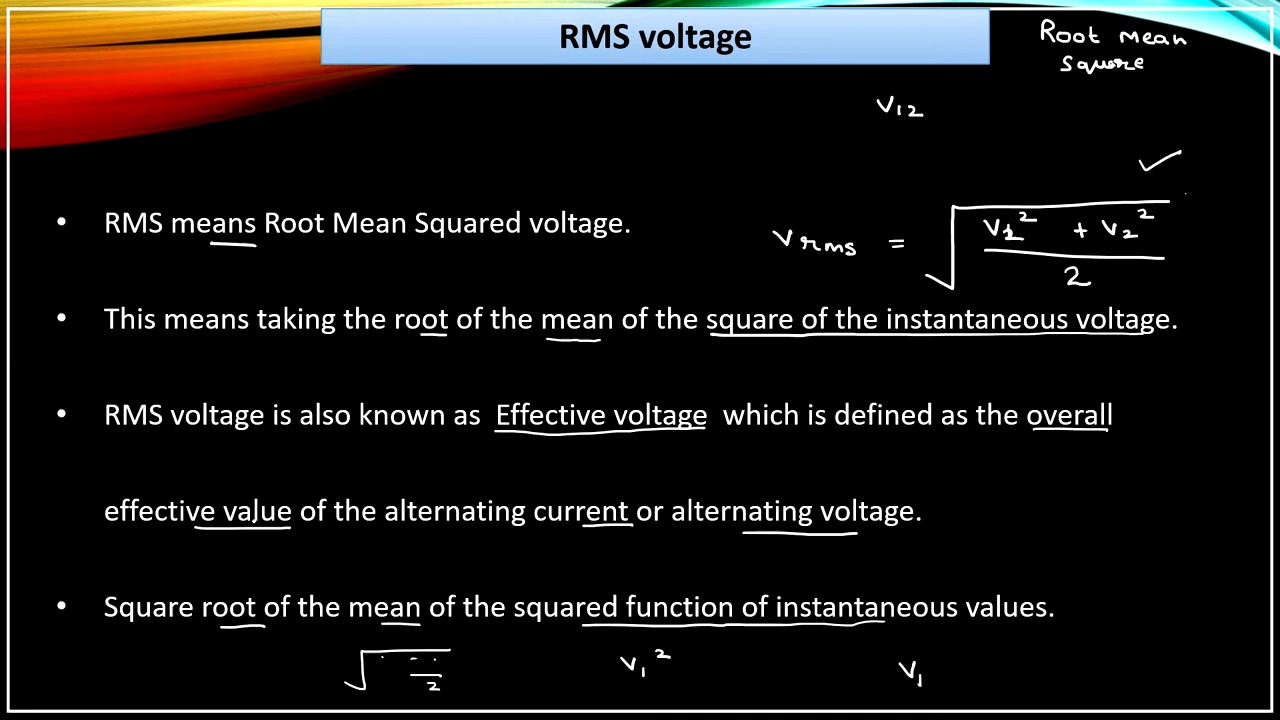 RMS voltage
Root mean
square
V12
• RMS means Root Mean Squared voltage.
Vrms = √((V1² + V2²)/2)
• This means taking the root of the mean of the square of the instantaneous voltage.
• RMS voltage is also known as Effective voltage which is defined as the overall
effective value of the alternating current or alternating voltage.
• Square root of the mean of the squared function of instantaneous values.
√ 2
V1²
V1